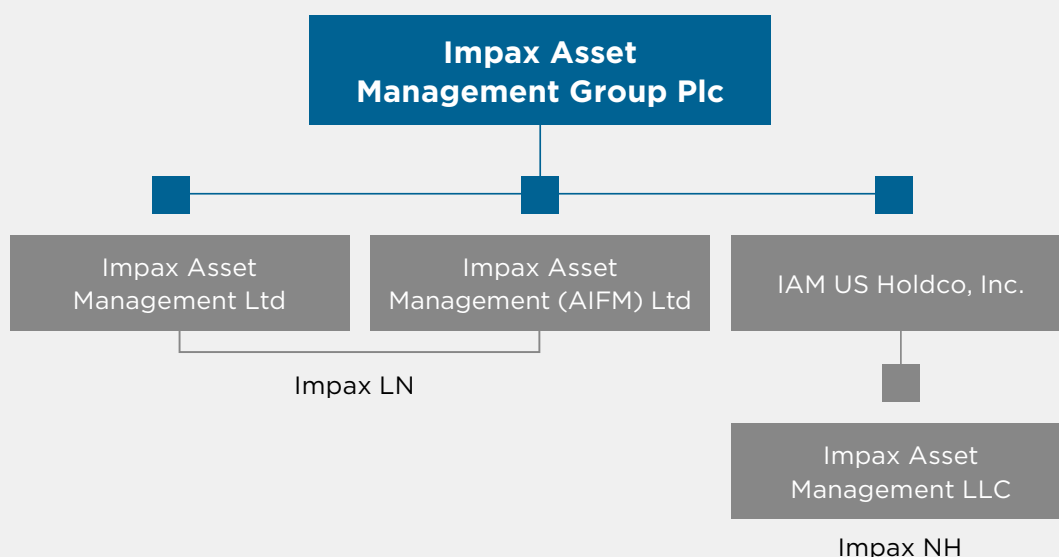 Impax Asset
Management Group Plc
Impax Asset
Management Ltd
Impax Asset
Management (AIFM) Ltd
IAM US Holdco, Inc.
Impax LN
Impax Asset
Management LLC
Impax NH